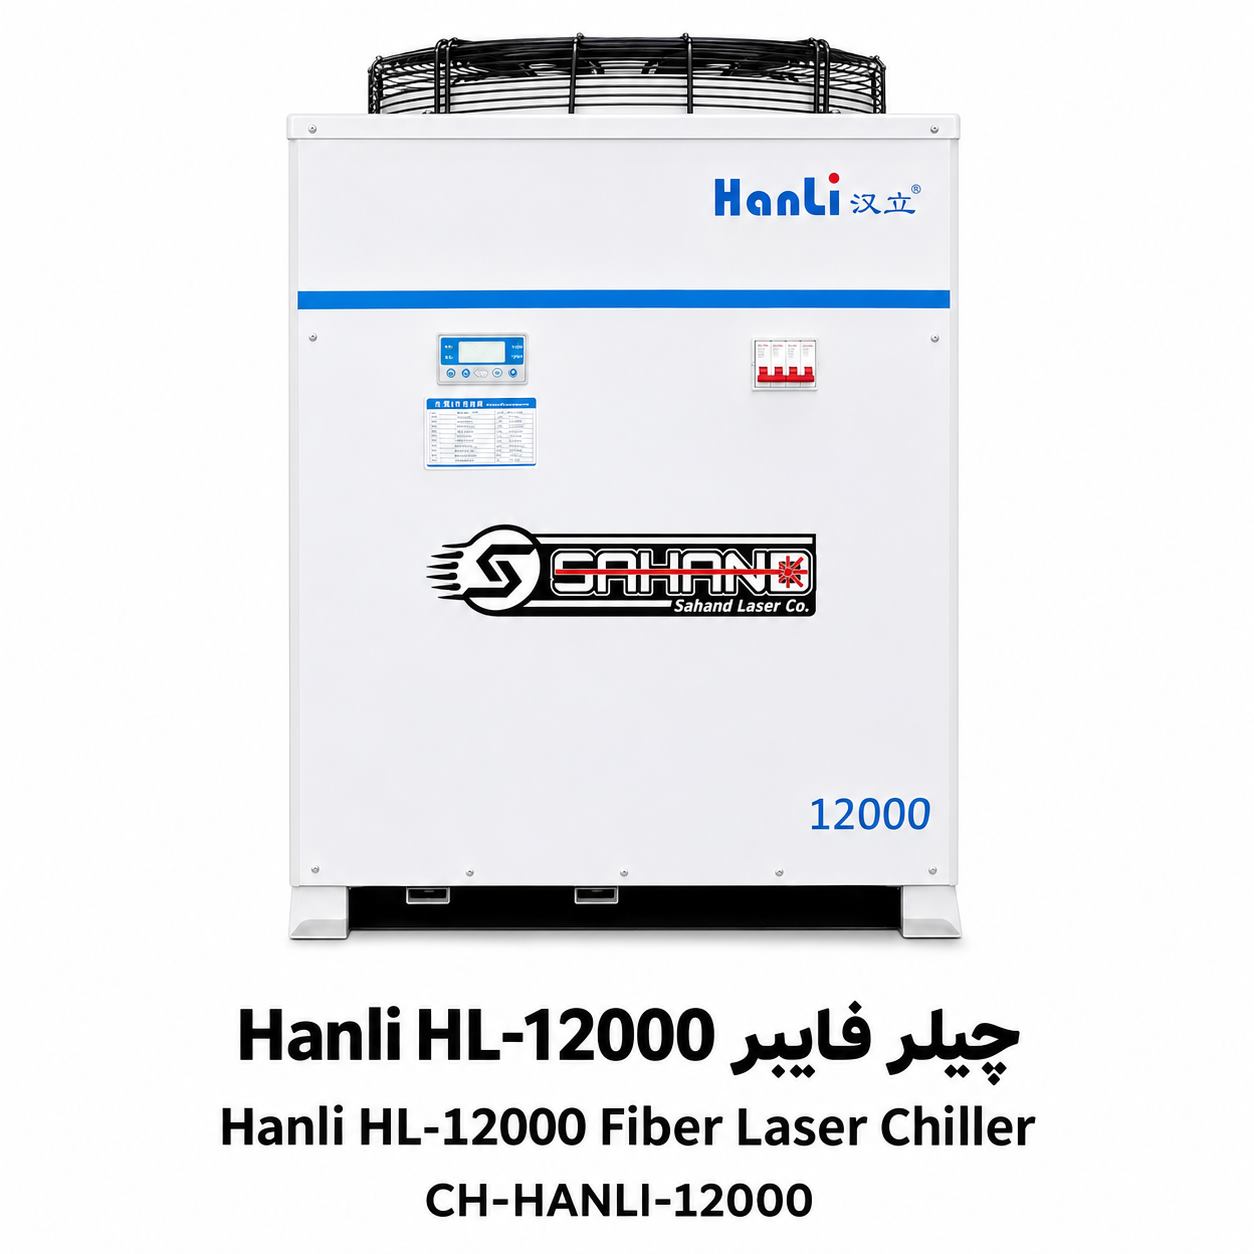 HanLi 汉立®
SAHAND
Sahand Laser Co.
12000
چیلر فایبر Hanli HL-12000
Hanli HL-12000 Fiber Laser Chiller
CH-HANLI-12000